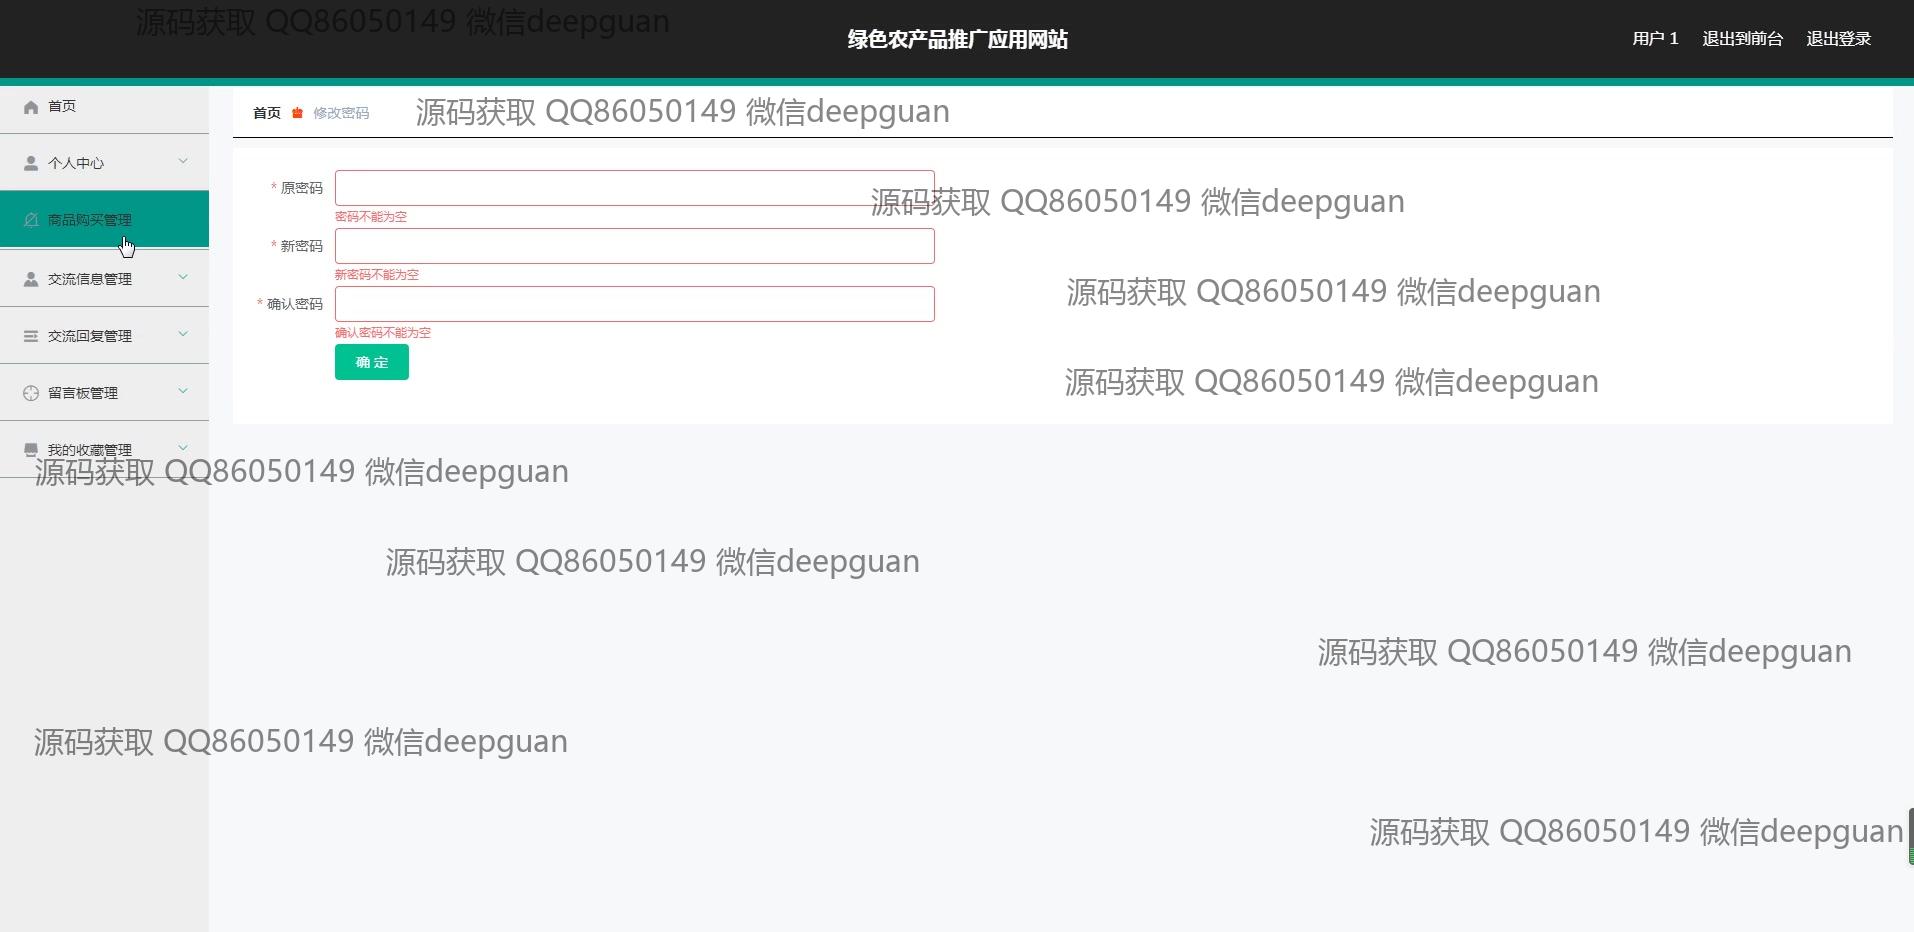 源码获取 QQ86050149 微信deepguan
绿色农产品推广应用网站
用户 1 退出到前台 退出登录
首页
个人中心
商品购买管理
交流信息管理
交流回复管理
留言板管理
我的收藏管理
首页 修改密码
源码获取 QQ86050149 微信deepguan
* 原密码
密码不能为空
源码获取 QQ86050149 微信deepguan
* 新密码
新密码不能为空
源码获取 QQ86050149 微信deepguan
* 确认密码
确认密码不能为空
确 定
源码获取 QQ86050149 微信deepguan
源码获取 QQ86050149 微信deepguan
源码获取 QQ86050149 微信deepguan
源码获取 QQ86050149 微信deepguan
源码获取 QQ86050149 微信deepguan
源码获取 QQ86050149 微信deepguan